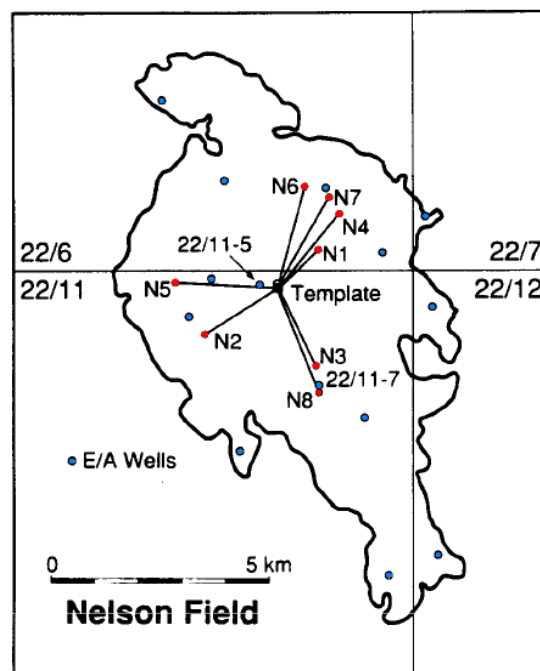 N6
N7
N4
22/11-5
N1
22/6
22/7
22/11
22/12
N5
Template
N2
N3
22/11-7
N8
E/A Wells
0
5 km
Nelson Field